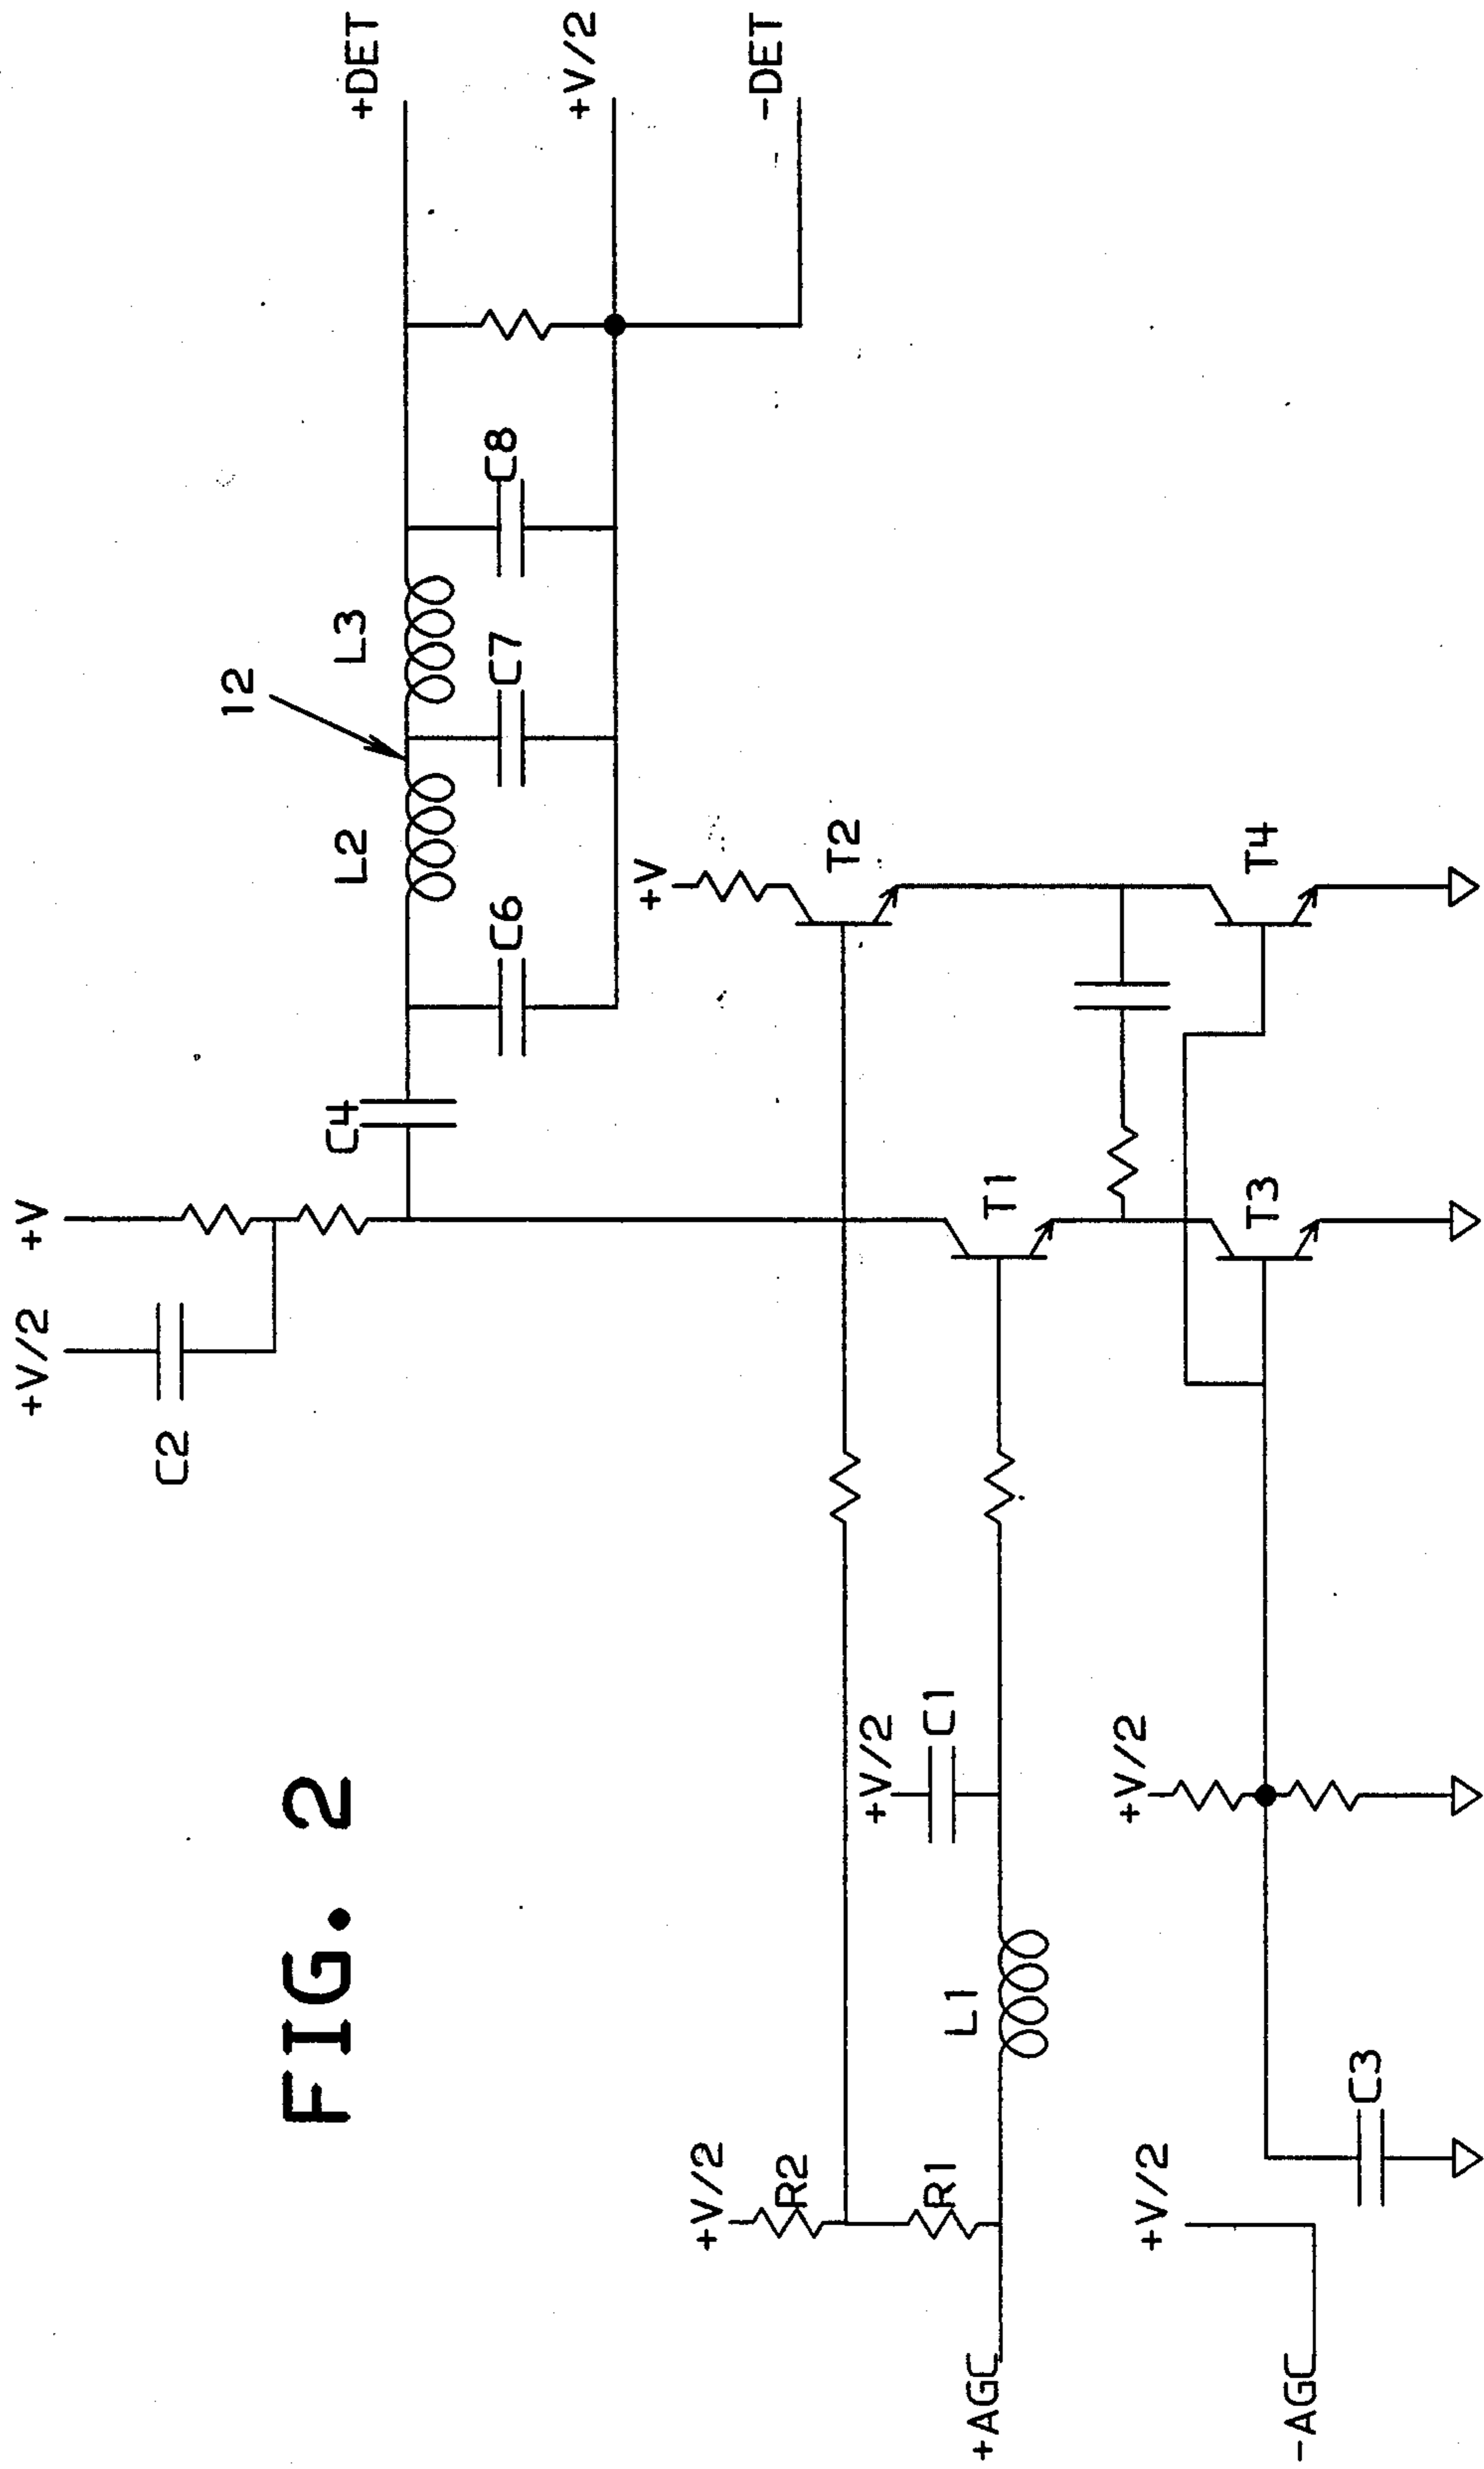 FIG. 2
+V/2
+V
C2
C4
12
L2
L3
C6
C7
C8
+DET
+V/2
-DET
+V
T2
+V/2
R2
R1
+V/2
C1
L1
T1
+AGC
+V/2
T3
T4
+V/2
C3
-AGC